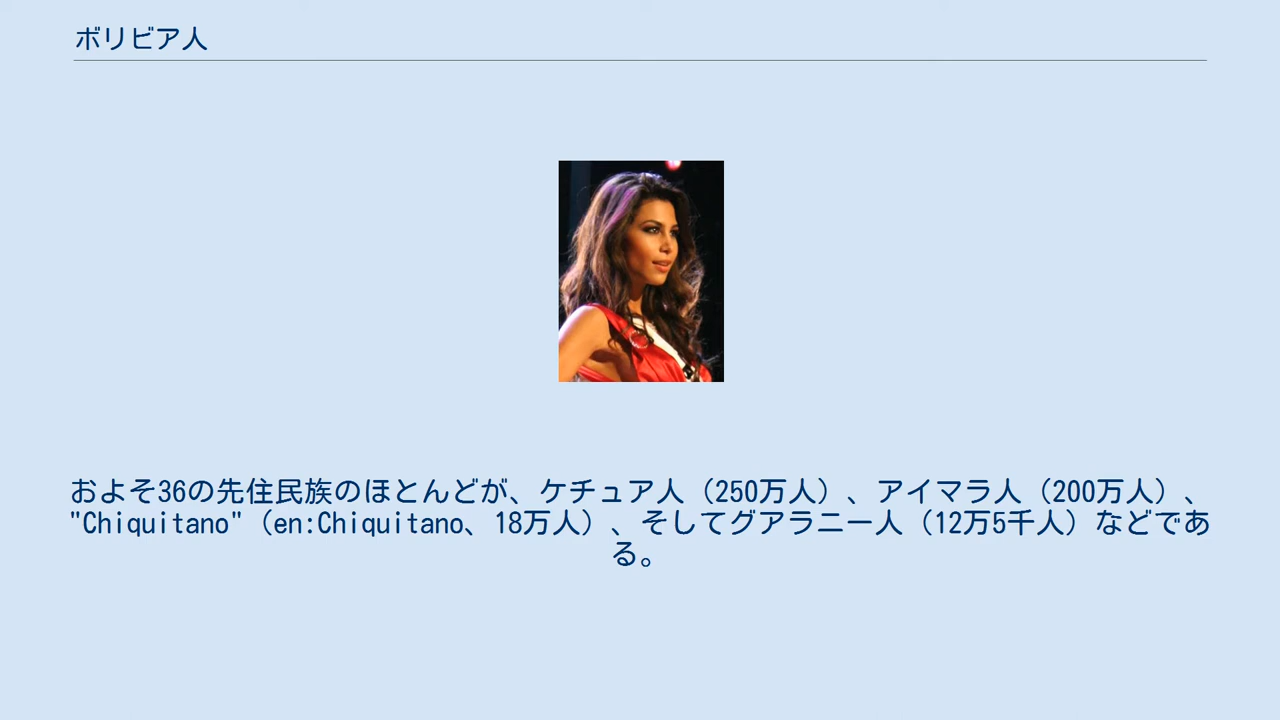 ボリビア人
およそ36の先住民族のほとんどが、ケチュア人（250万人）、アイマラ人（200万人）、
"Chiquitano"（en:Chiquitano、18万人）、そしてグアラニー人（12万5千人）などであ
る。